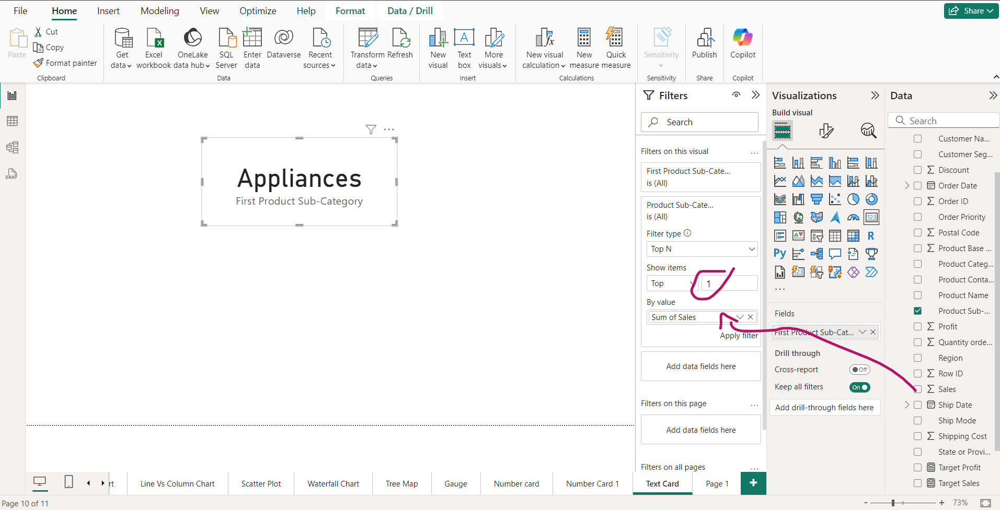 File Home Insert Modeling View Optimize Help Format Data / Drill Share
Paste Cut Copy Format painter
Get data Excel workbook OneLake data hub SQL Server Enter data Dataverse Recent sources
Transform data Refresh New visual Text box A More visuals
New visual calculation fx New measure Quick measure Sensitivity Publish Copilot
Clipboard Data Queries Insert Calculations Sensitivity Share Copilot
DAX
Appliances
First Product Sub-Category
Filters
Search
Filters on this visual ...
First Product Sub-Cate...
is (All)
Product Sub-Cate...
is (All)
Filter type
Top N
Show items
Top 1
By value
Sum of Sales
Apply filter
Add data fields here
Filters on this page ...
Add data fields here
Filters on all pages ...
Visualizations
Build visual
123
R
Py
123
...
Fields
First Product Sub-Cat...
Drill through
Cross-report Off
Keep all filters On
Add drill-through fields here
Data
Search
Customer Na...
Customer Seg...
Σ Discount
Order Date
Σ Order ID
Order Priority
Σ Postal Code
Σ Product Base ...
Product Categ...
Product Conta...
Product Name
Product Sub-...
Σ Profit
Σ Quantity orde...
Region
Σ Row ID
Σ Sales
Ship Date
Ship Mode
Σ Shipping Cost
State or Provi...
Target Profit
Target Sales
rt Line Vs Column Chart Scatter Plot Waterfall Chart Tree Map Gauge Number card Number Card 1 Text Card Page 1 +
Page 10 of 11 - + 73%